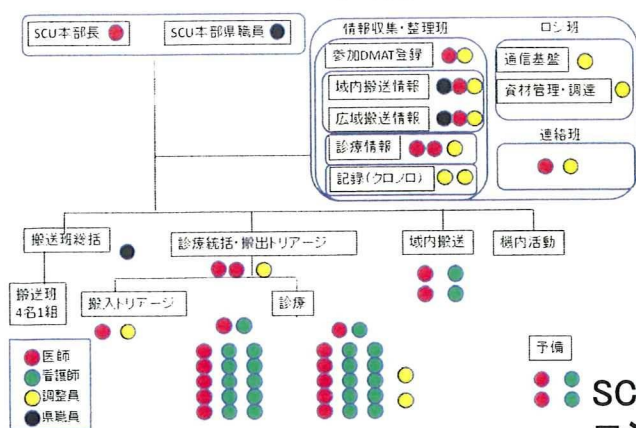 SCU本部長
SCU本部県職員
情報収集・整理班
参加DMAT登録
域内搬送情報
広域搬送情報
診療情報
記録(クロノロ)
ロジ班
通信基盤
資材管理・調達
連絡班
搬送班総括
診療統括・搬出トリアージ
域内搬送
機内活動
搬送班
4名1組
搬入トリアージ
診療
予備
医師
看護師
調整員
県職員
SC